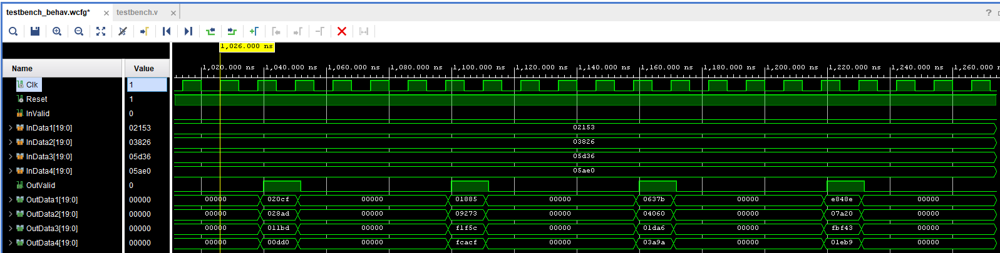 testbench_behav.wcfg* × testbench.v ×
?
1,026.000 ns
Name Value
1,020.000 ns 1,040.000 ns 1,060.000 ns 1,080.000 ns 1,100.000 ns 1,120.000 ns 1,140.000 ns 1,160.000 ns 1,180.000 ns 1,200.000 ns 1,220.000 ns 1,240.000 ns 1,260.000 n
Clk 1
Reset 1
InValid 0
InData1[19:0] 02153 02153
InData2[19:0] 03826 03826
InData3[19:0] 05d36 05d36
InData4[19:0] 05ae0 05ae0
OutValid 0
OutData1[19:0] 00000 00000 020cf 00000 01885 00000 0637b 00000 e848e 00000
OutData2[19:0] 00000 00000 028ad 00000 09273 00000 04060 00000 07a20 00000
OutData3[19:0] 00000 00000 011bd 00000 f1f5c 00000 01da6 00000 fbf43 00000
OutData4[19:0] 00000 00000 00dd0 00000 fcacf 00000 03a9a 00000 01eb9 00000